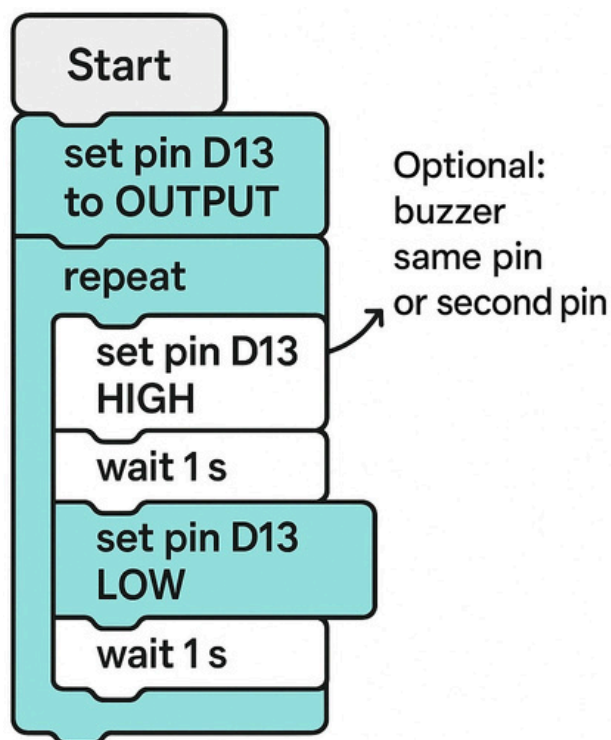 Start
set pin D13
to OUTPUT
repeat
set pin D13
HIGH
wait 1 s
set pin D13
LOW
wait 1 s
Optional:
buzzer
same pin
or second pin